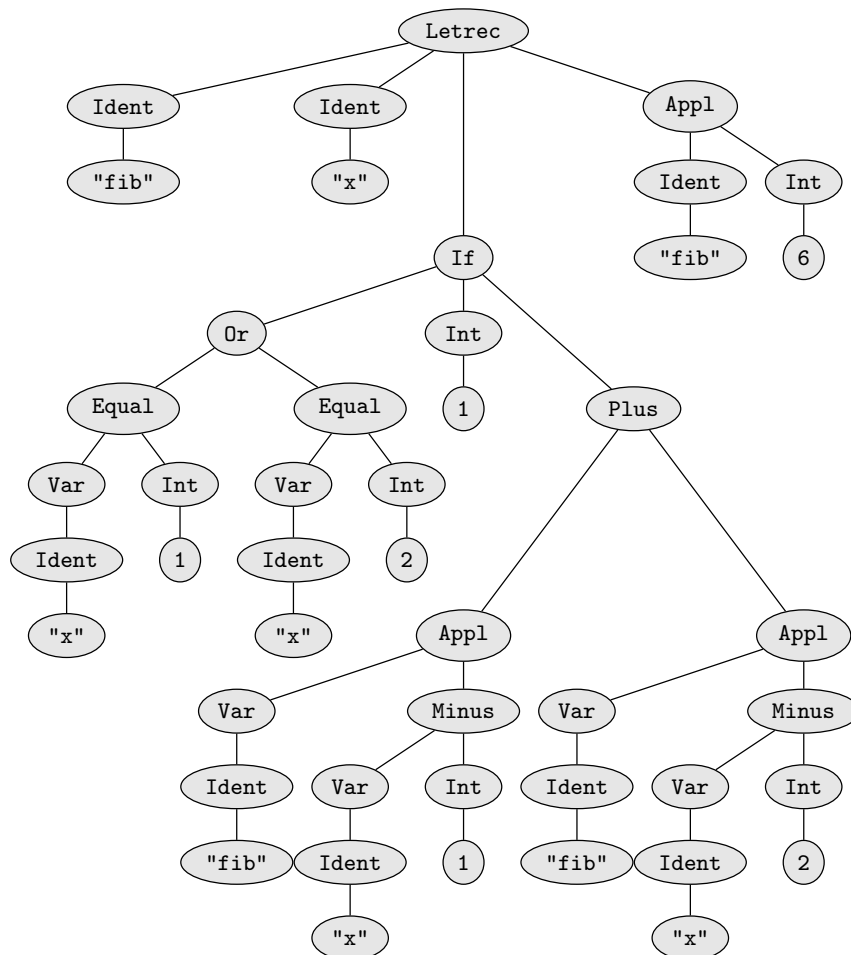 Letrec
Ident Ident Appl
"fib" "x" Ident Int
If "fib" 6
Or Int
Equal Equal 1 Plus
Var Int Var Int
Ident 1 Ident 2
"x" "x" Appl Appl
Var Minus Var Minus
Ident Var Int Ident Var Int
"fib" Ident 1 "fib" Ident 2
"x" "x"